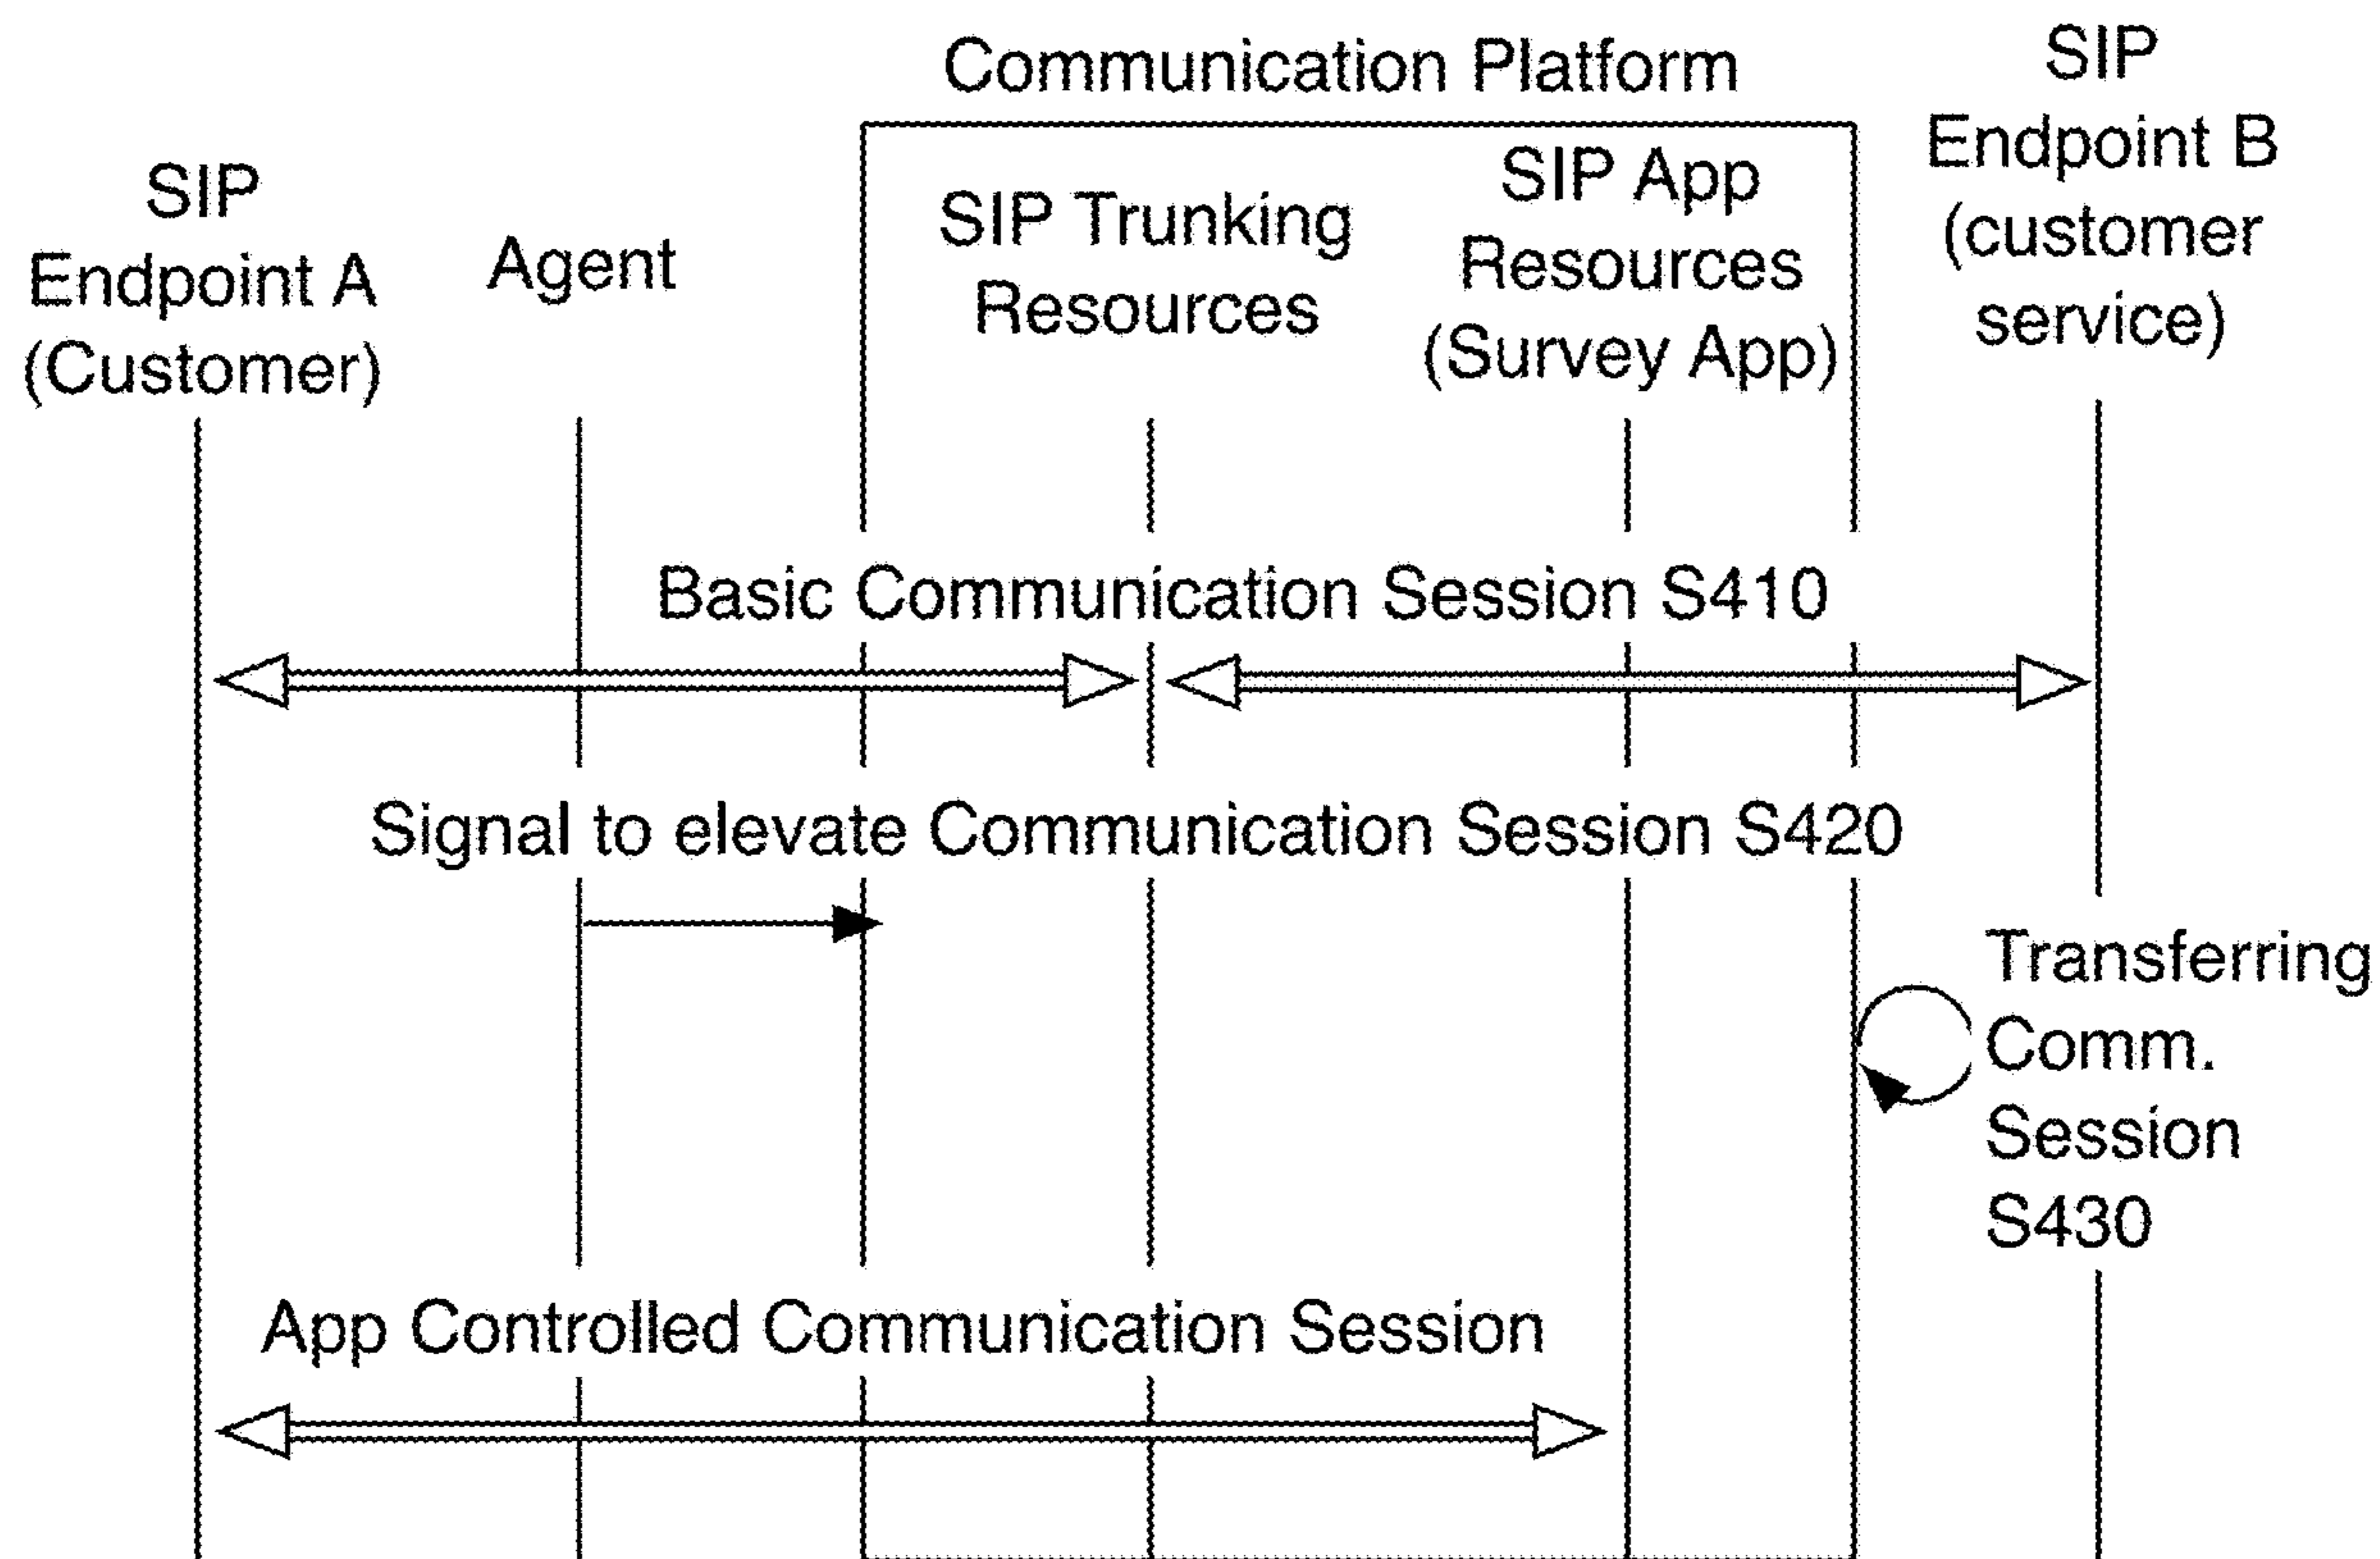 Communication Platform
SIP
Endpoint A
(Customer)
Agent
SIP Trunking
Resources
SIP App
Resources
(Survey App)
SIP
Endpoint B
(customer
service)
Basic Communication Session S410
Signal to elevate Communication Session S420
Transferring
Comm.
Session
S430
App Controlled Communication Session